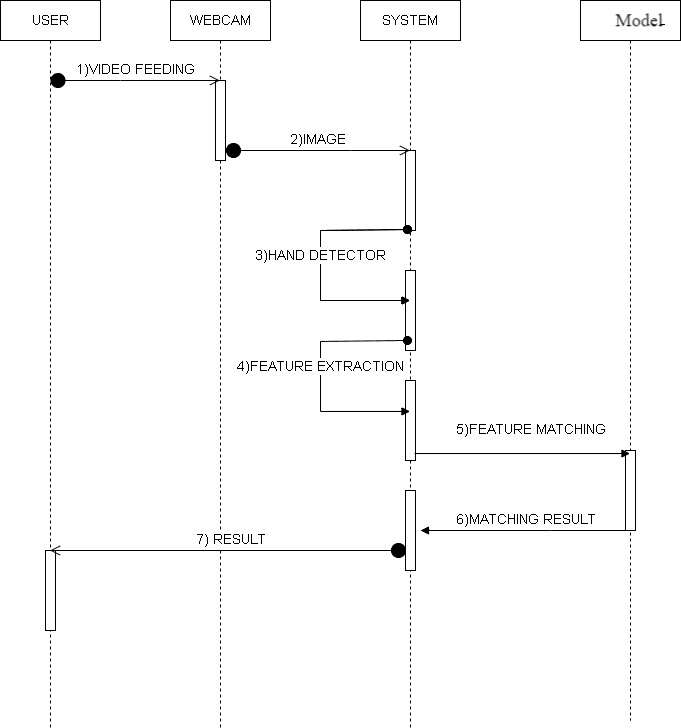 USER
WEBCAM
SYSTEM
Model
1)VIDEO FEEDING
2)IMAGE
3)HAND DETECTOR
4)FEATURE EXTRACTION
5)FEATURE MATCHING
6)MATCHING RESULT
7) RESULT